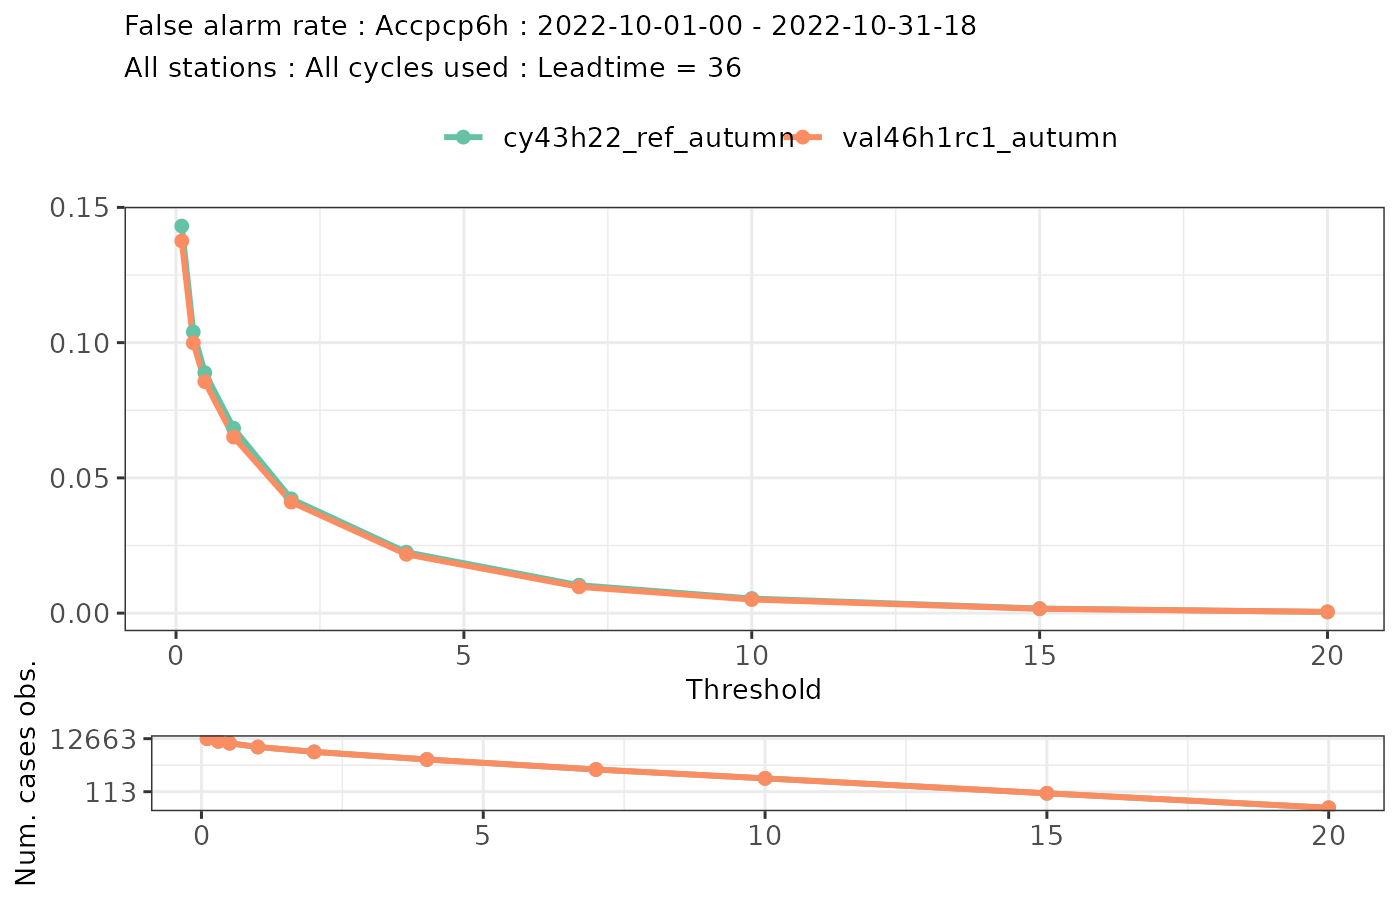 False alarm rate : Accpcp6h : 2022-10-01-00 - 2022-10-31-18
All stations : All cycles used : Leadtime = 36
cy43h22_ref_autumn val46h1rc1_autumn
0.15
0.10
0.05
0.00
0 5 10 15 20
Threshold
Num. cases obs.
12663
113
0 5 10 15 20